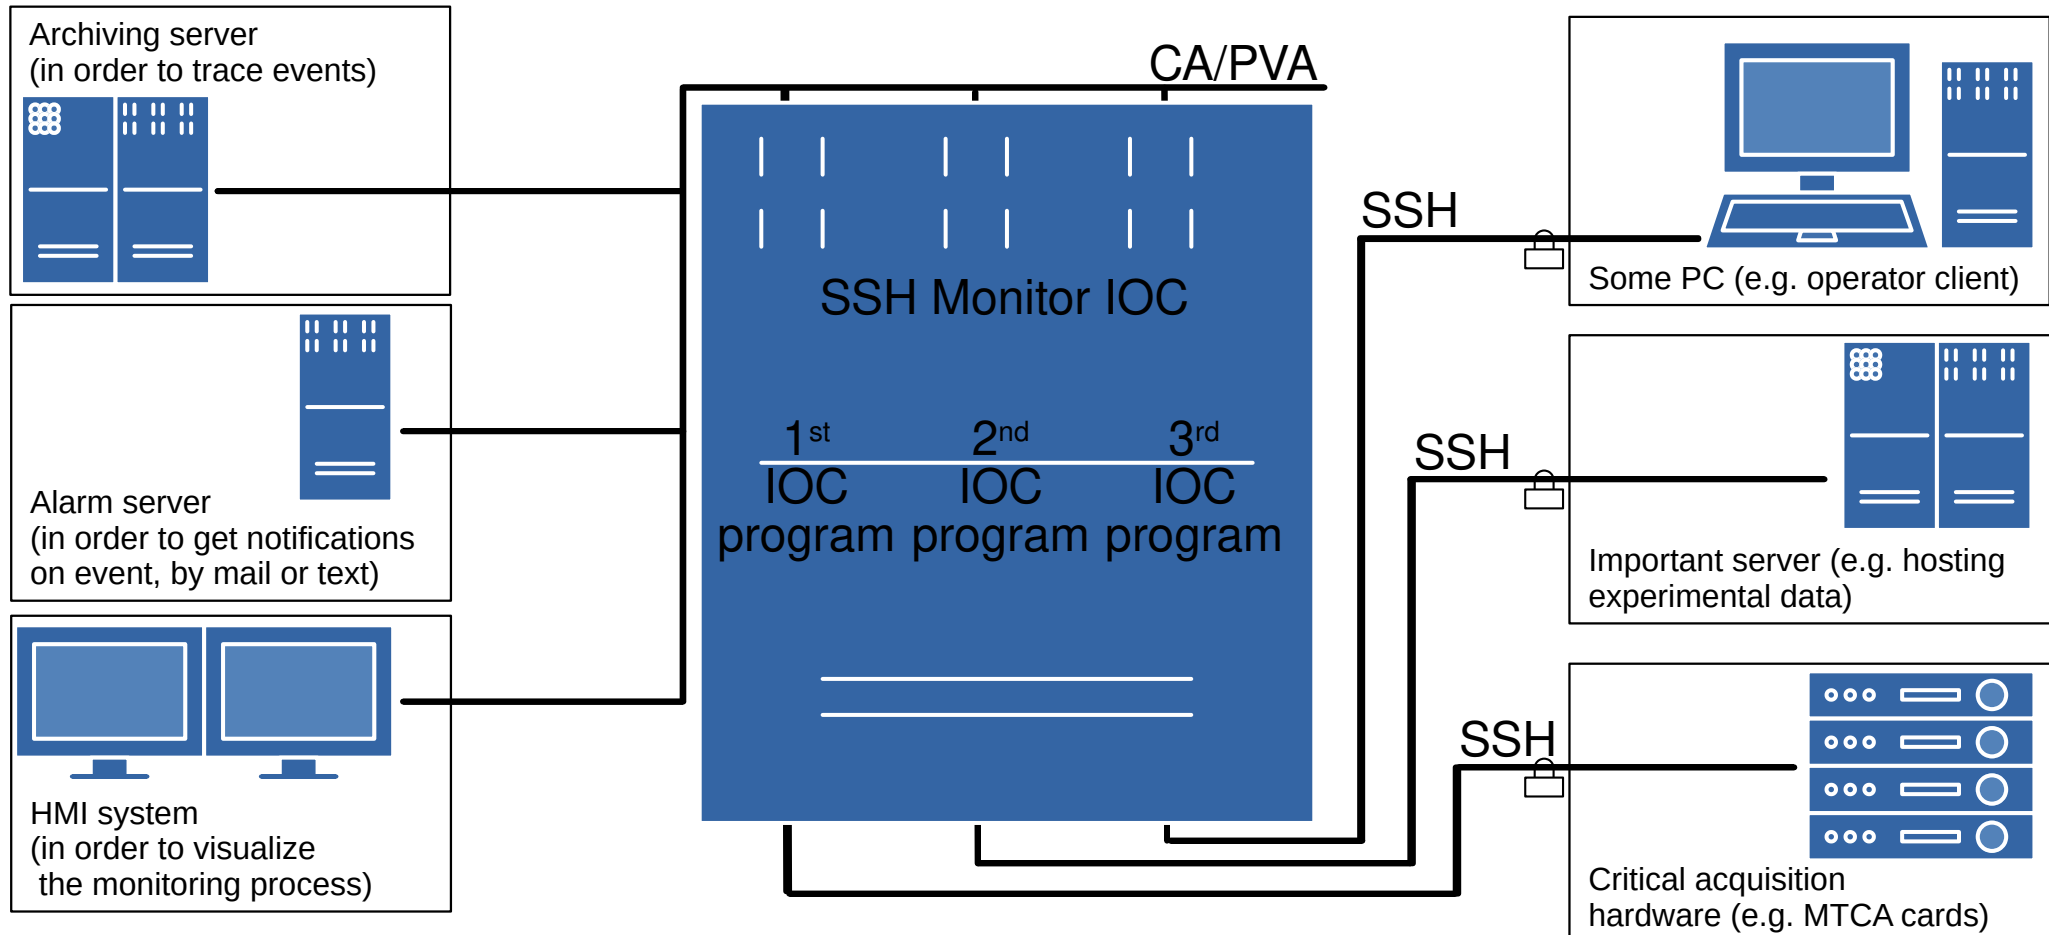 Archiving server
(in order to trace events)
Alarm server
(in order to get notifications
on event, by mail or text)
HMI system
(in order to visualize
the monitoring process)
CA/PVA
SSH Monitor IOC
1st IOC program
2nd IOC program
3rd IOC program
SSH
Some PC (e.g. operator client)
SSH
Important server (e.g. hosting
experimental data)
SSH
Critical acquisition
hardware (e.g. MTCA cards)